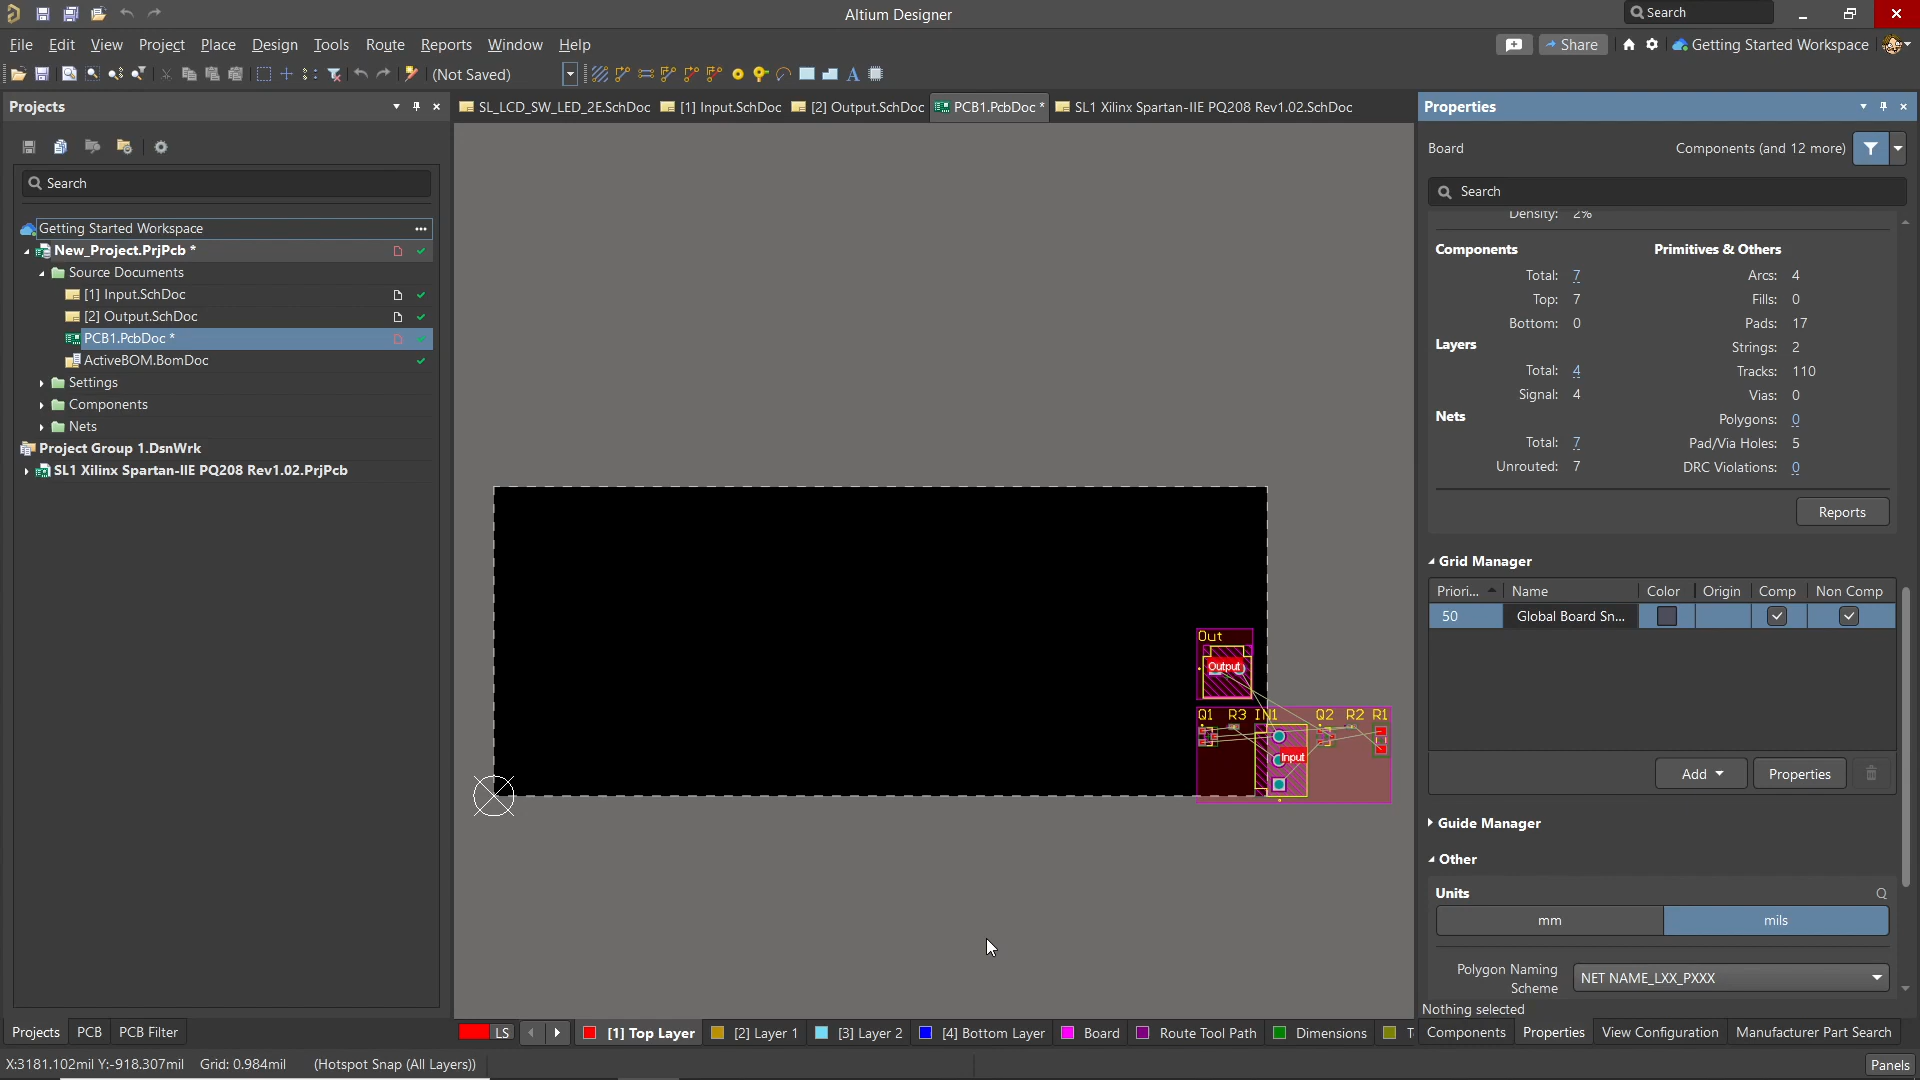 Altium Designer
Search
File Edit View Project Place Design Tools Route Reports Window Help
Share
Getting Started Workspace
(Not Saved)
Projects
SL_LCD_SW_LED_2E.SchDoc
[1] Input.SchDoc
[2] Output.SchDoc
PCB1.PcbDoc *
SL1 Xilinx Spartan-IIE PQ208 Rev1.02.SchDoc
Properties
Board
Components (and 12 more)
Search
Search
Getting Started Workspace
New_Project.PrjPcb *
Source Documents
[1] Input.SchDoc
[2] Output.SchDoc
PCB1.PcbDoc *
ActiveBOM.BomDoc
Settings
Components
Nets
Project Group 1.DsnWrk
SL1 Xilinx Spartan-IIE PQ208 Rev1.02.PrjPcb
Out
Output
Q1 R3 IN1 Q2 R2 R1
Input
Density: 2%
Components
Total: 7
Top: 7
Bottom: 0
Layers
Total: 4
Signal: 4
Nets
Total: 7
Unrouted: 7
Primitives & Others
Arcs: 4
Fills: 0
Pads: 17
Strings: 2
Tracks: 110
Vias: 0
Polygons: 0
Pad/Via Holes: 5
DRC Violations: 0
Reports
Grid Manager
Priori... Name Color Origin Comp Non Comp
50 Global Board Sn...
Add
Properties
Guide Manager
Other
Units
mm mils
Polygon Naming
Scheme
NET NAME_LXX_PXXX
Nothing selected
Projects PCB PCB Filter
LS
[1] Top Layer
[2] Layer 1
[3] Layer 2
[4] Bottom Layer
Board
Route Tool Path
Dimensions
T
Components Properties View Configuration Manufacturer Part Search
X:3181.102mil Y:-918.307mil Grid: 0.984mil (Hotspot Snap (All Layers))
Panels